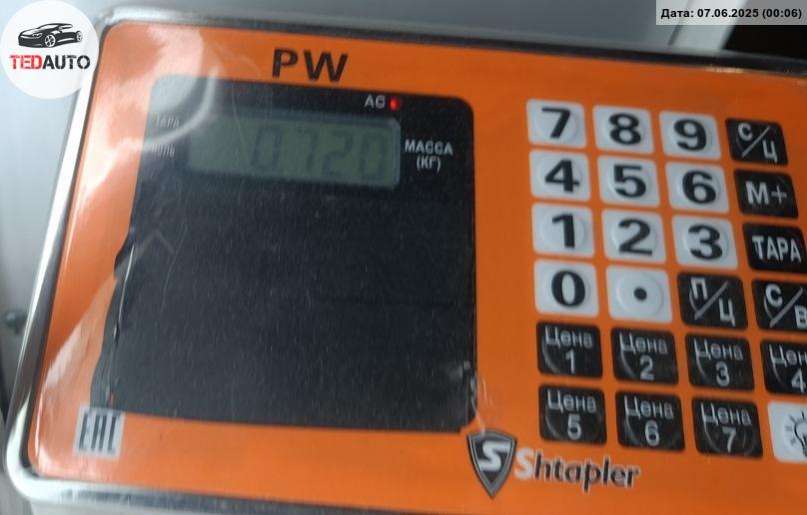 Дата: 07.06.2025 (00:06)
TEDAUTO
PW
AC
ТАРА
0.720
МАССА
(КГ)
7 8 9 С/Ц
4 5 6 М+
1 2 3 ТАРА
0 . П/Ц С/В
Цена 1 Цена 2 Цена 3 Цена 4
Цена 5 Цена 6 Цена 7
EAC
S Shtapler